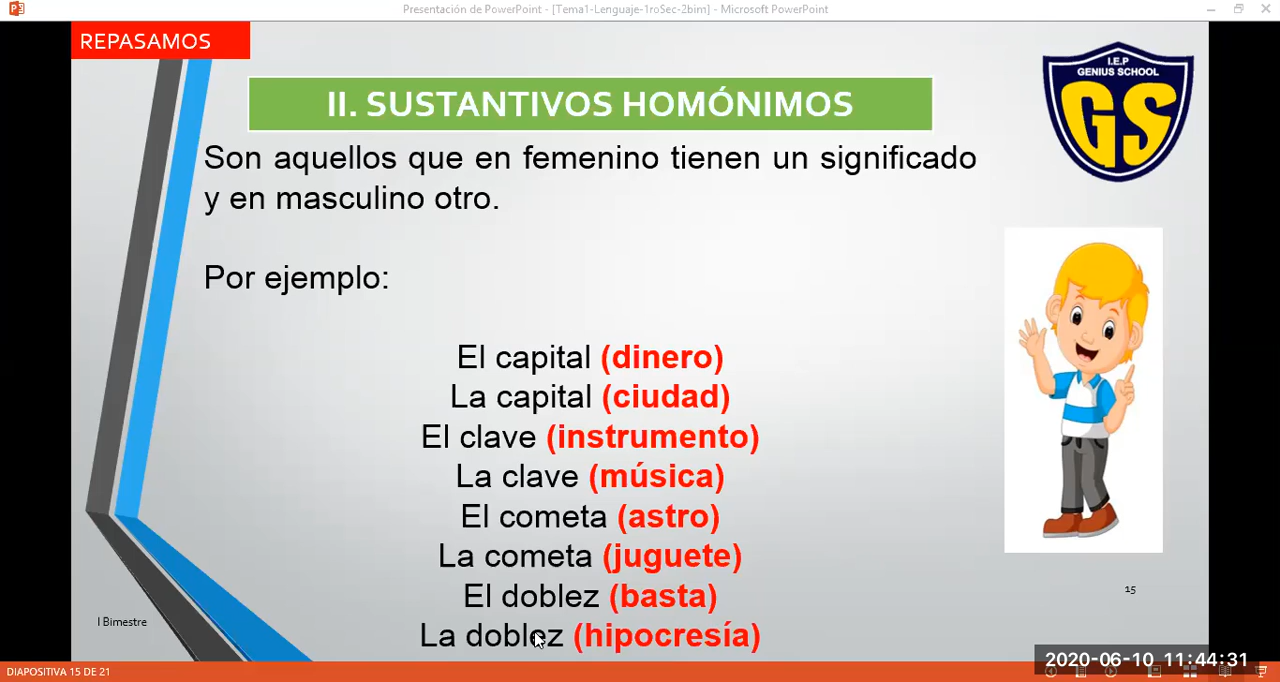 Presentación de PowerPoint - [Tema1-Lenguaje-1roSec-2bim] - Microsoft PowerPoint
REPASAMOS
I.E.P
GENIUS SCHOOL
GS
II. SUSTANTIVOS HOMÓNIMOS
Son aquellos que en femenino tienen un significado
y en masculino otro.
Por ejemplo:
El capital (dinero)
La capital (ciudad)
El clave (instrumento)
La clave (música)
El cometa (astro)
La cometa (juguete)
El doblez (basta)
La doblez (hipocresía)
15
I Bimestre
2020-06-10 11:44:31
DIAPOSITIVA 15 DE 21